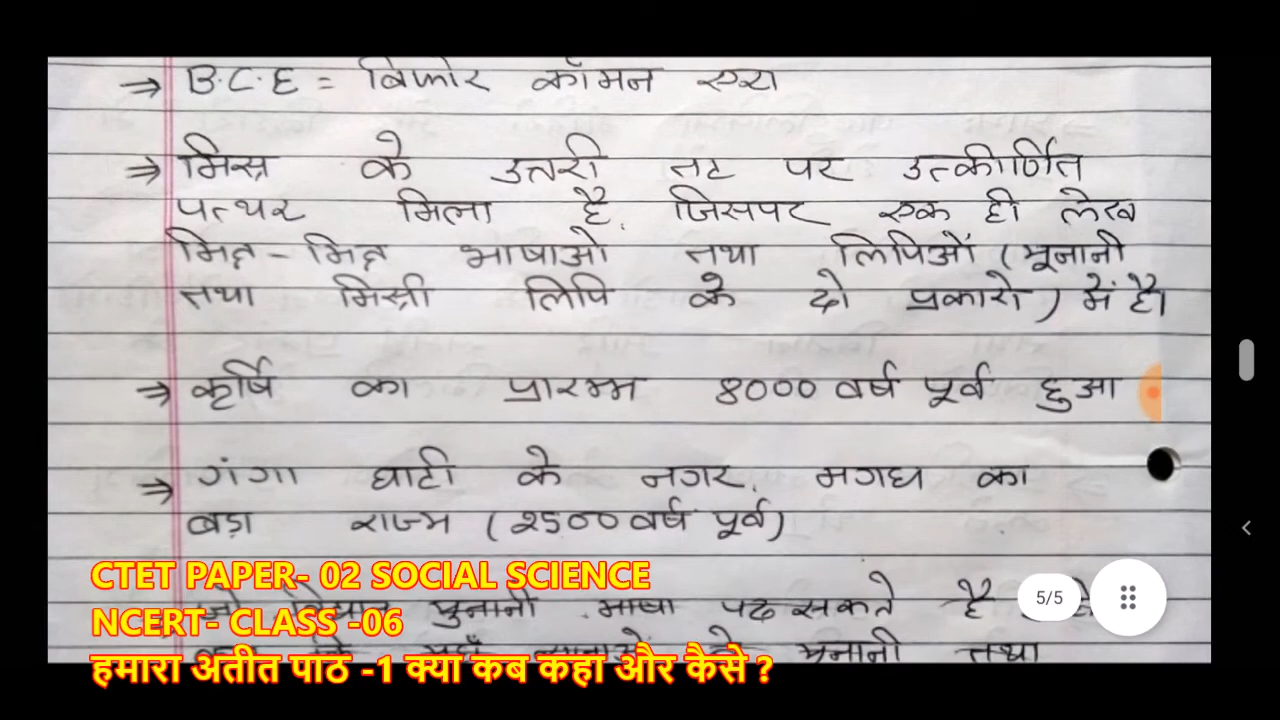 ⇒ B.C.E = बिफोर कॉमन एरा
⇒ मिस्र के उत्तरी तट पर उत्कीर्णित
पत्थर मिला है. जिसपर एक ही लेख
भिन्न-भिन्न भाषाओं तथा लिपिओं (यूनानी
तथा मिस्री लिपि के दो प्रकारो) में है।
⇒ कृषि का प्रारम्भ 8000 वर्ष पूर्व हुआ
⇒ गंगा घाटी के नगर. मगध का
बड़ा राज्य (2500 वर्ष पूर्व)
CTET PAPER- 02 SOCIAL SCIENCE
यूनानी भाषा पढ सकते है
5/5
NCERT- CLASS -06
यूनानी तथा
हमारा अतीत पाठ -1 क्या कब कहा और कैसे ?